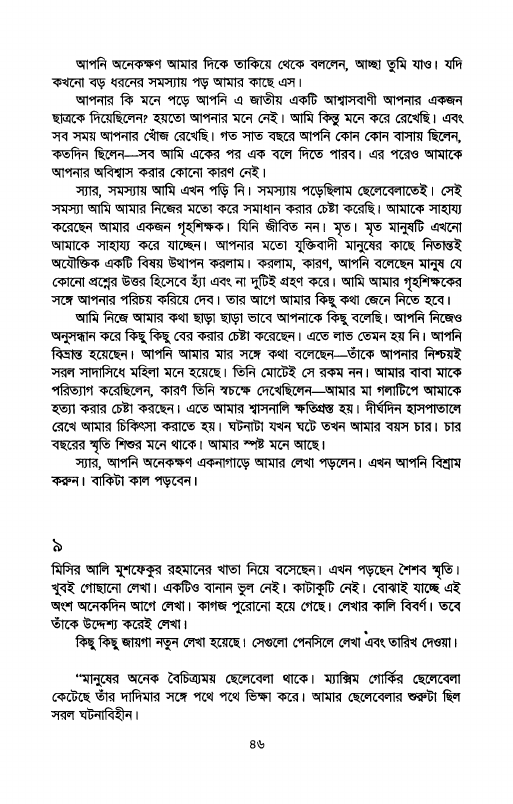 আপনি অনেকক্ষণ আমার দিকে তাকিয়ে থেকে বললেন, আচ্ছা তুমি যাও। যদি
কখনো বড় ধরনের সমস্যায় পড় আমার কাছে এস।
আপনার কি মনে পড়ে আপনি এ জাতীয় একটি আশ্বাসবাণী আপনার একজন
ছাত্রকে দিয়েছিলেন? হয়তো আপনার মনে নেই। আমি কিন্তু মনে করে রেখেছি। এবং
সব সময় আপনার খোঁজ রেখেছি। গত সাত বছরে আপনি কোন কোন বাসায় ছিলেন,
কতদিন ছিলেন—সব আমি একের পর এক বলে দিতে পারব। এর পরেও আমাকে
আপনার অবিশ্বাস করার কোনো কারণ নেই।
স্যার, সমস্যায় আমি এখন পড়ি নি। সমস্যায় পড়েছিলাম ছেলেবেলাতেই। সেই
সমস্যা আমি আমার নিজের মতো করে সমাধান করার চেষ্টা করেছি। আমাকে সাহায্য
করেছেন আমার একজন গৃহশিক্ষক। যিনি জীবিত নন। মৃত। মৃত মানুষটি এখনো
আমাকে সাহায্য করে যাচ্ছেন। আপনার মতো যুক্তিবাদী মানুষের কাছে নিতান্তই
অযৌক্তিক একটি বিষয় উত্থাপন করলাম। করলাম, কারণ, আপনি বলেছেন মানুষ যে
কোনো প্রশ্নের উত্তর হিসেবে হ্যাঁ এবং না দুটিই গ্রহণ করে। আমি আমার গৃহশিক্ষকের
সঙ্গে আপনার পরিচয় করিয়ে দেব। তার আগে আমার কিছু কথা জেনে নিতে হবে।
আমি নিজে আমার কথা ছাড়া ছাড়া ভাবে আপনাকে কিছু বলেছি। আপনি নিজেও
অনুসন্ধান করে কিছু কিছু বের করার চেষ্টা করেছেন। এতে লাভ তেমন হয় নি। আপনি
বিভ্রান্ত হয়েছেন। আপনি আমার মার সঙ্গে কথা বলেছেন—তাঁকে আপনার নিশ্চয়ই
সরল সাদাসিধে মহিলা মনে হয়েছে। তিনি মোটেই সে রকম নন। আমার বাবা মাকে
পরিত্যাগ করেছিলেন, কারণ তিনি স্বচক্ষে দেখেছিলেন—আমার মা গলাটিপে আমাকে
হত্যা করার চেষ্টা করছেন। এতে আমার শ্বাসনালি ক্ষতিগ্রস্ত হয়। দীর্ঘদিন হাসপাতালে
রেখে আমার চিকিৎসা করাতে হয়। ঘটনাটা যখন ঘটে তখন আমার বয়স চার। চার
বছরের স্মৃতি শিশুর মনে থাকে। আমার স্পষ্ট মনে আছে।
স্যার, আপনি অনেকক্ষণ একনাগাড়ে আমার লেখা পড়লেন। এখন আপনি বিশ্রাম
করুন। বাকিটা কাল পড়বেন।
৯
মিসির আলি মুশফেকুর রহমানের খাতা নিয়ে বসেছেন। এখন পড়ছেন শৈশব স্মৃতি।
খুবই গোছানো লেখা। একটিও বানান ভুল নেই। কাটাকুটি নেই। বোঝাই যাচ্ছে এই
অংশ অনেকদিন আগে লেখা। কাগজ পুরোনো হয়ে গেছে। লেখার কালি বিবর্ণ। তবে
তাঁকে উদ্দেশ্য করেই লেখা।
কিছু কিছু জায়গা নতুন লেখা হয়েছে। সেগুলো পেনসিলে লেখা এবং তারিখ দেওয়া।
“মানুষের অনেক বৈচিত্র্যময় ছেলেবেলা থাকে। ম্যাক্সিম গোর্কির ছেলেবেলা
কেটেছে তাঁর দাদিমার সঙ্গে পথে পথে ভিক্ষা করে। আমার ছেলেবেলার শুরুটা ছিল
সরল ঘটনাবিহীন।
৪৬